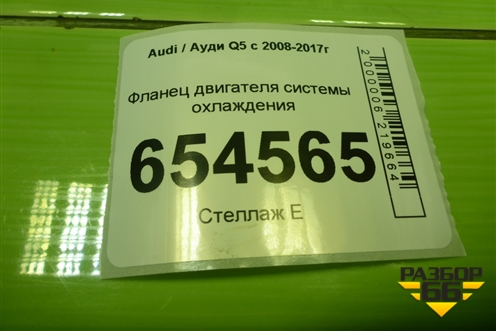 Audi / Ауди Q5 с 2008-2017г
Фланец двигателя системы
охлаждения
654565
Стеллаж Е
2000006219664
РАЗБОР
66